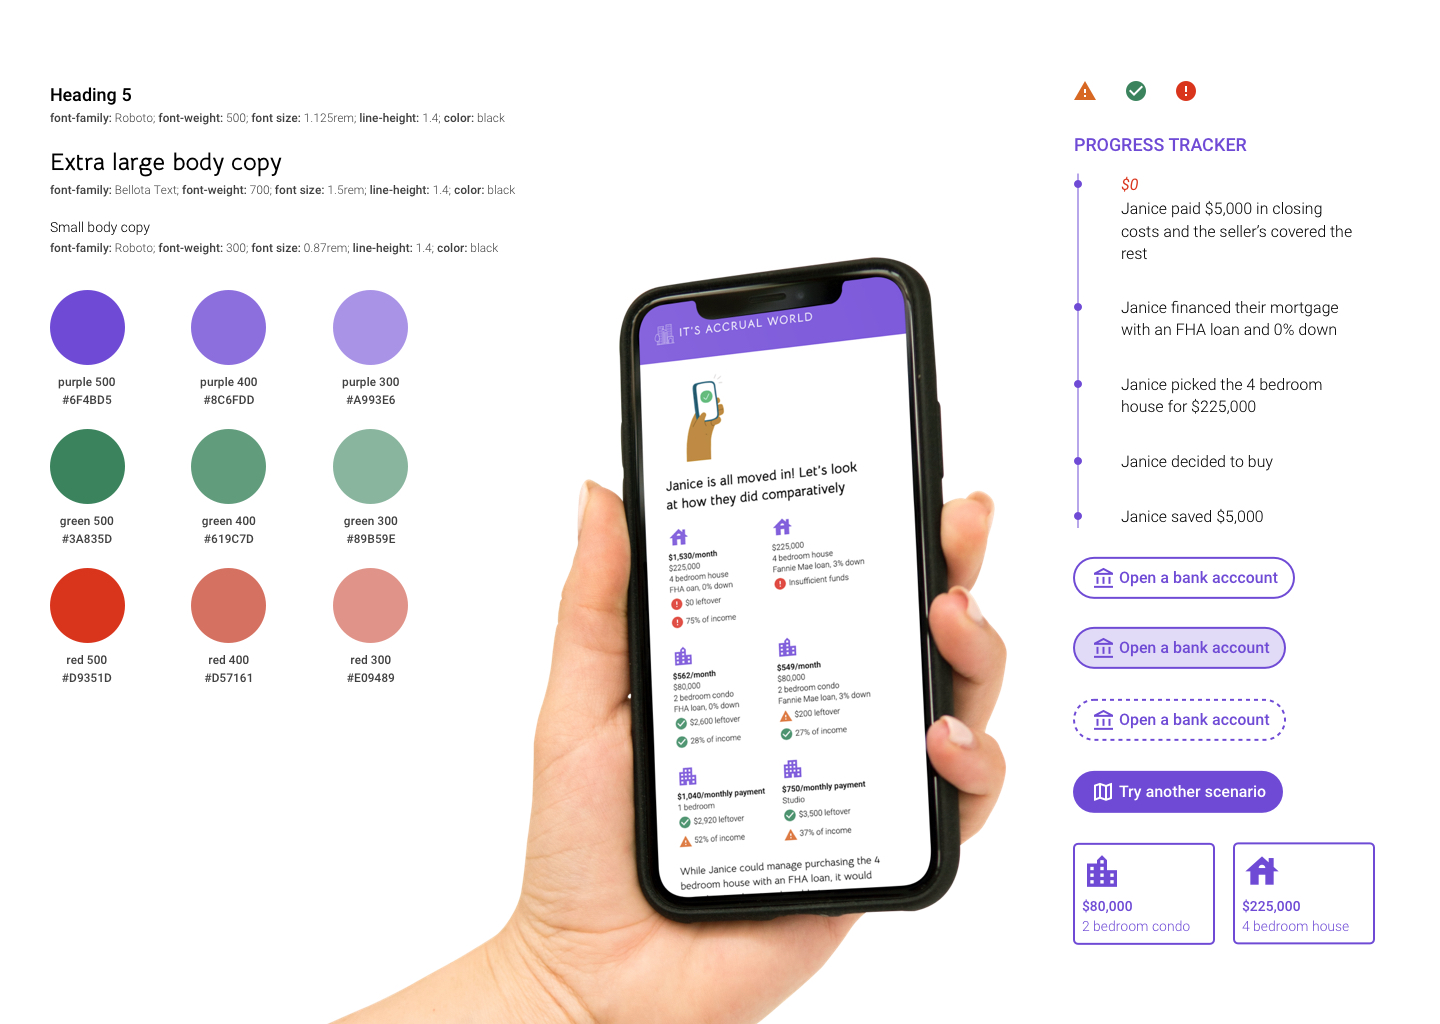 Heading 5
font-family: Roboto; font-weight: 500; font size: 1.125rem; line-height: 1.4; color: black
Extra large body copy
font-family: Bellota Text; font-weight: 700; font size: 1.5rem; line-height: 1.4; color: black
Small body copy
font-family: Roboto; font-weight: 300; font size: 0.87rem; line-height: 1.4; color: black
purple 500
#6F4BD5
purple 400
#8C6FDD
purple 300
#A993E6
green 500
#3A835D
green 400
#619C7D
green 300
#89B59E
red 500
#D9351D
red 400
#D57161
red 300
#E09489
IT'S ACCRUAL WORLD
Janice is all moved in! Let's look
at how they did comparatively
$1,530/month
$225,000
4 bedroom house
FHA oan, 0% down
$0 leftover
75% of income
$225,000
4 bedroom house
Fannie Mae loan, 3% down
Insufficient funds
$562/month
$80,000
2 bedroom condo
FHA loan, 0% down
$2,600 leftover
28% of income
$549/month
$80,000
2 bedroom condo
Fannie Mae loan, 3% down
$200 leftover
27% of income
$1,040/monthly payment
1 bedroom
$2,920 leftover
52% of income
$750/monthly payment
Studio
$3,500 leftover
37% of income
While Janice could manage purchasing the 4
bedroom house with an FHA loan, it would
PROGRESS TRACKER
$0
Janice paid $5,000 in closing
costs and the seller's covered the
rest
Janice financed their mortgage
with an FHA loan and 0% down
Janice picked the 4 bedroom
house for $225,000
Janice decided to buy
Janice saved $5,000
Open a bank acccount
Open a bank account
Open a bank account
Try another scenario
$80,000
2 bedroom condo
$225,000
4 bedroom house